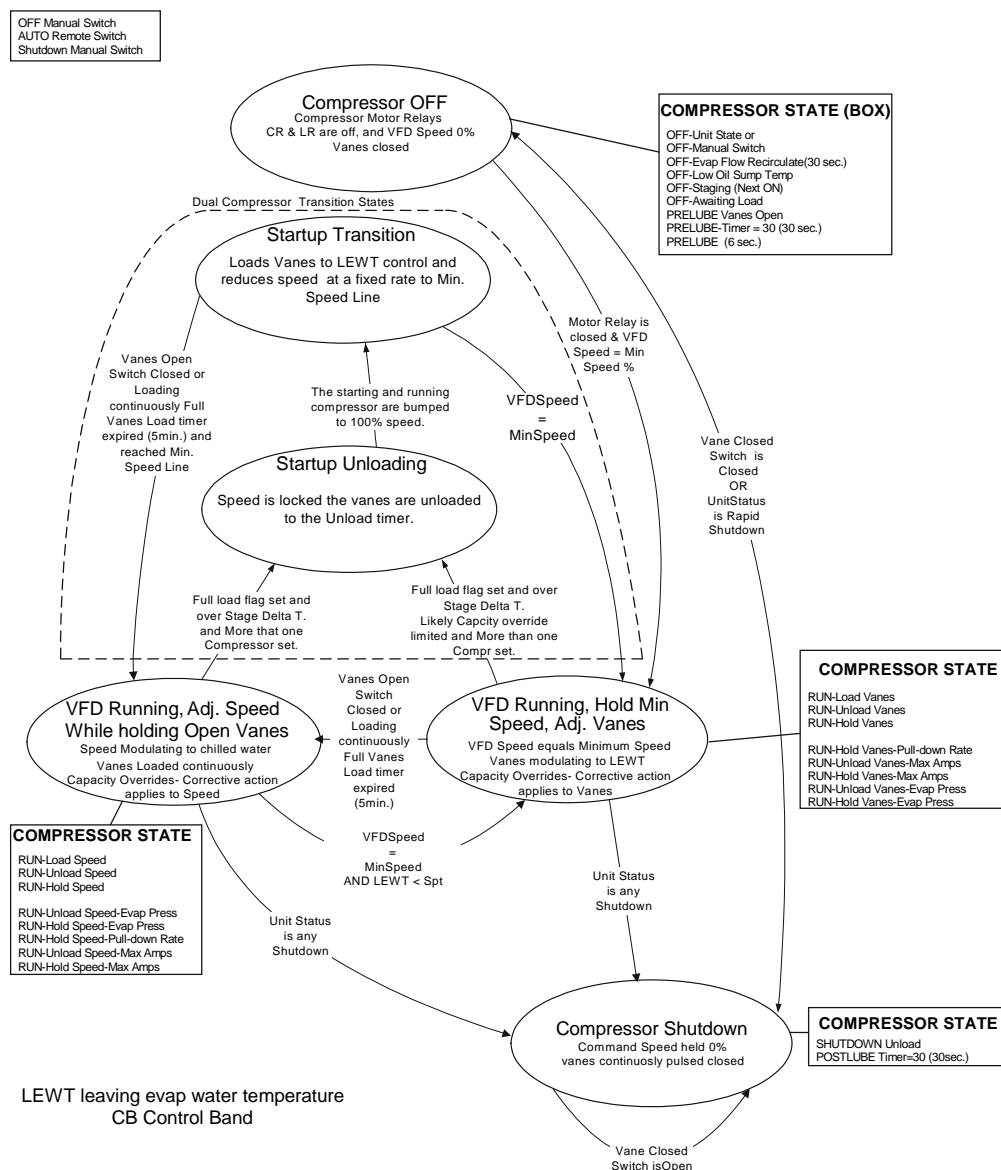 OFF Manual Switch
AUTO Remote Switch
Shutdown Manual Switch
Compressor OFF
Compressor Motor Relays
CR & LR are off, and VFD Speed 0%
Vanes closed
COMPRESSOR STATE (BOX)
OFF-Unit State or
OFF-Manual Switch
OFF-Evap Flow Recirculate(30 sec.)
OFF-Low Oil Sump Temp
OFF-Staging (Next ON)
OFF-Awaiting Load
PRELUBE Vanes Open
PRELUBE-Timer = 30 (30 sec.)
PRELUBE (6 sec.)
Dual Compressor Transition States
Startup Transition
Loads Vanes to LEWT control and
reduces speed at a fixed rate to Min.
Speed Line
Motor Relay is
closed & VFD
Speed = Min
Speed %
Vanes Open
Switch Closed or
Loading
continuously Full
Vanes Load timer
expired (5min.) and
reached Min.
Speed Line
The starting and running
compressor are bumped
to 100% speed.
VFDSpeed
=
MinSpeed
Vane Closed
Switch is
Closed
OR
UnitStatus
is Rapid
Shutdown
Startup Unloading
Speed is locked the vanes are unloaded
to the Unload timer.
Full load flag set and
over Stage Delta T.
and More that one
Compressor set.
Full load flag set and over
Stage Delta T.
Likely Capcity override
limited and More than one
Compr set.
VFD Running, Adj. Speed
While holding Open Vanes
Speed Modulating to chilled water
Vanes Loaded continuously
Capacity Overrides- Corrective action
applies to Speed
Vanes Open
Switch
Closed or
Loading
continuously
Full Vanes
Load timer
expired
(5min.)
VFD Running, Hold Min
Speed, Adj. Vanes
VFD Speed equals Minimum Speed
Vanes modulating to LEWT
Capacity Overrides- Corrective action
applies to Vanes
COMPRESSOR STATE
RUN-Load Vanes
RUN-Unload Vanes
RUN-Hold Vanes
RUN-Hold Vanes-Pull-down Rate
RUN-Unload Vanes-Max Amps
RUN-Hold Vanes-Max Amps
RUN-Unload Vanes-Evap Press
RUN-Hold Vanes-Evap Press
COMPRESSOR STATE
RUN-Load Speed
RUN-Unload Speed
RUN-Hold Speed
RUN-Unload Speed-Evap Press
RUN-Hold Speed-Evap Press
RUN-Hold Speed-Pull-down Rate
RUN-Unload Speed-Max Amps
RUN-Hold Speed-Max Amps
VFDSpeed
=
MinSpeed
AND LEWT < Spt
Unit Status
is any
Shutdown
Unit Status
is any
Shutdown
Compressor Shutdown
Command Speed held 0%
vanes continuosly pulsed closed
COMPRESSOR STATE
SHUTDOWN Unload
POSTLUBE Timer=30 (30sec.)
LEWT leaving evap water temperature
CB Control Band
Vane Closed
Switch isOpen